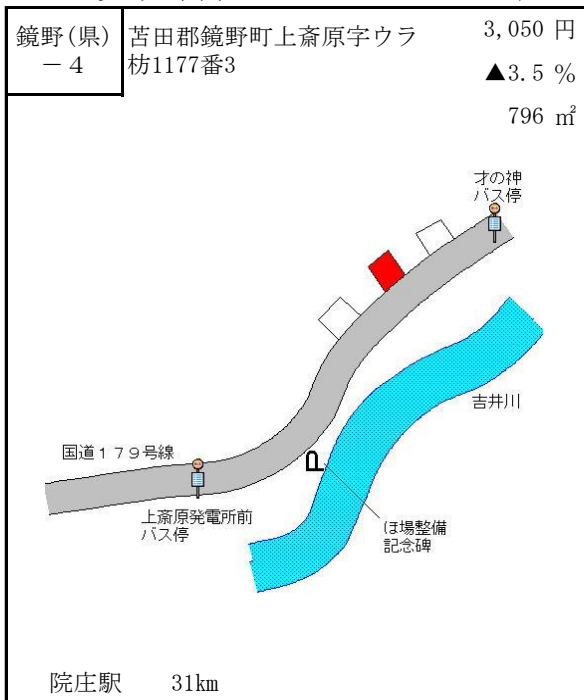 鏡野(県)
－4
苫田郡鏡野町上斎原字ウラ
枋1177番3
3,050 円
▲3.5 %
796 ㎡
才の神
バス停
吉井川
国道179号線
P
上斎原発電所前
バス停
ほ場整備
記念碑
院庄駅 31km